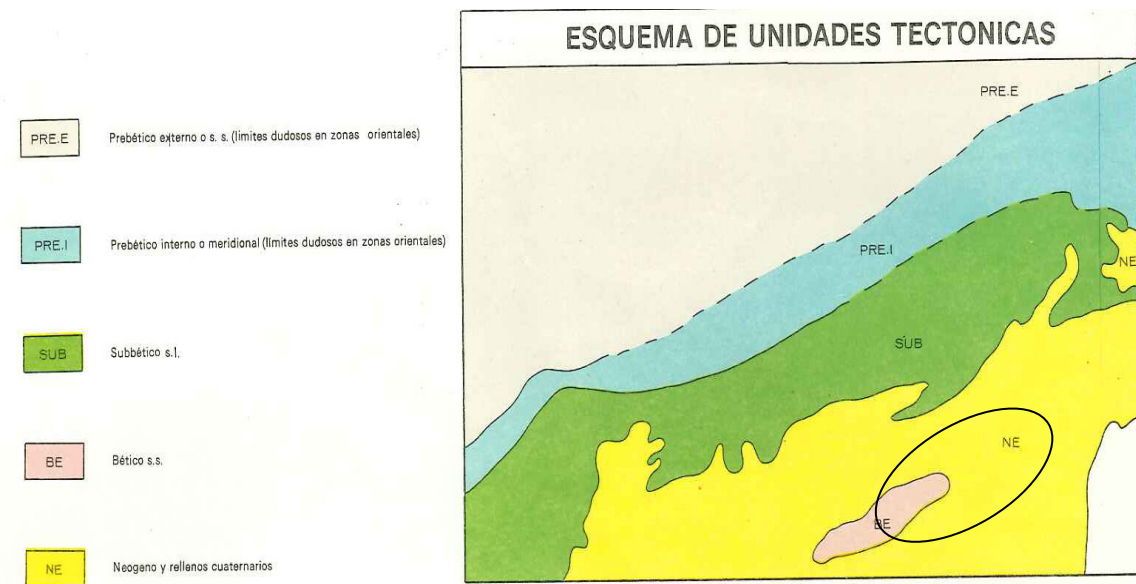 ESQUEMA DE UNIDADES TECTONICAS
PRE.E
Prebético externo o s. s. (limites dudosos en zonas orientales)
PRE.I
Prebético interno o meridional (limites dudosos en zonas orientales)
SUB
Subbético s.l.
BE
Bético s.s.
NE
Neogeno y rellenos cuaternarios
PRE.E
PRE.I
NE
SUB
NE
BE